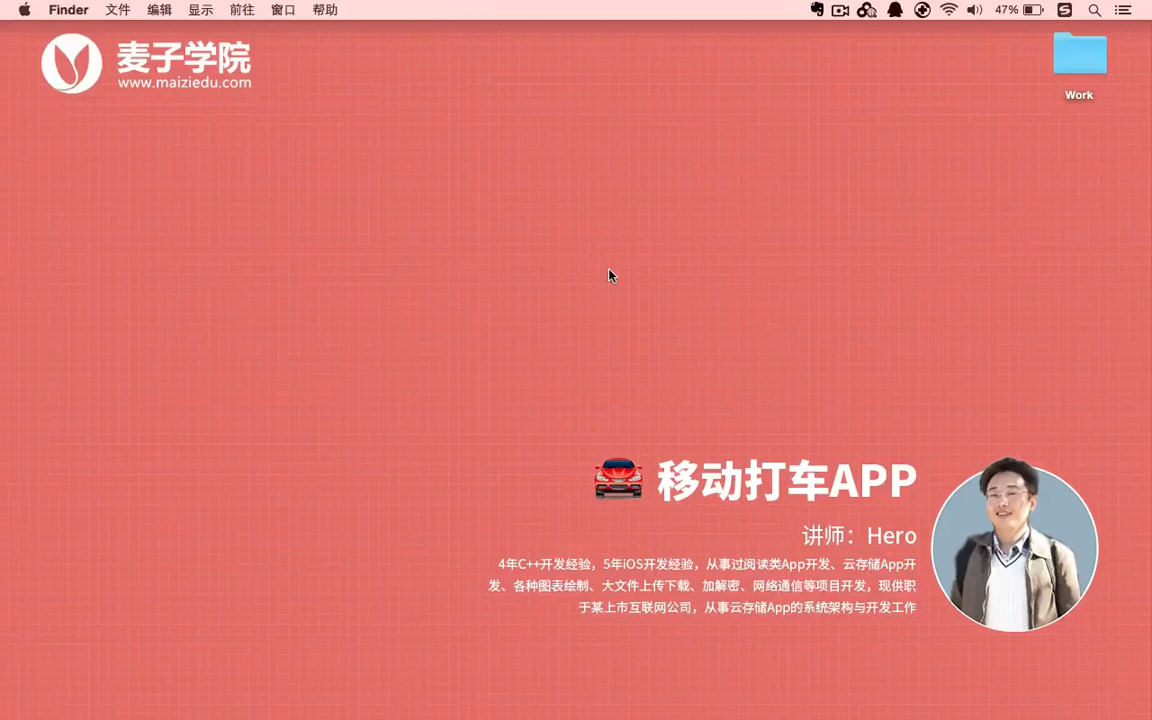 Finder 文件 编辑 显示 前往 窗口 帮助 47%
麦子学院
www.maiziedu.com
Work
移动打车APP
讲师：Hero
4年C++开发经验，5年iOS开发经验，从事过阅读类App开发、云存储App开
发、各种图表绘制、大文件上传下载、加解密、网络通信等项目开发，现供职
于某上市互联网公司，从事云存储App的系统架构与开发工作